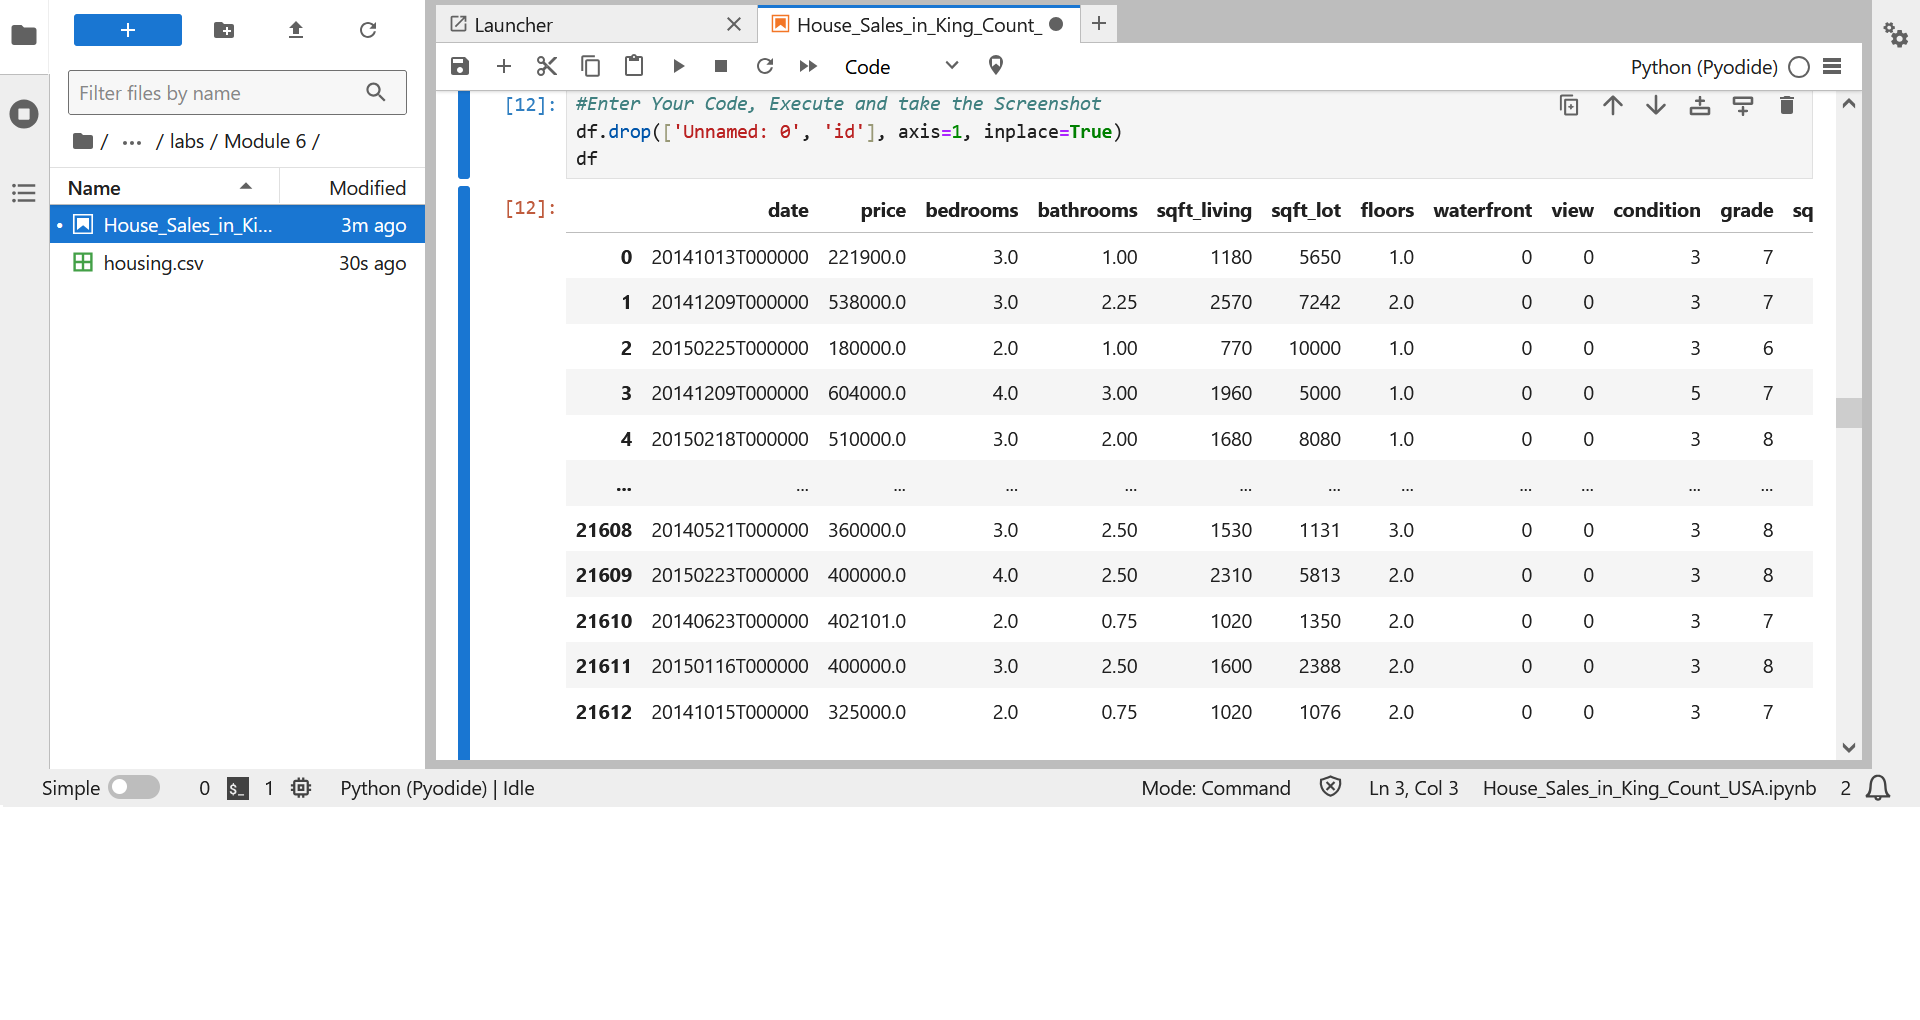 Launcher
House_Sales_in_King_Count_
Filter files by name
Code
Python (Pyodide)
/ ... / labs / Module 6 /
Name Modified
House_Sales_in_Ki... 3m ago
housing.csv 30s ago
[12]: #Enter Your Code, Execute and take the Screenshot
df.drop(['Unnamed: 0', 'id'], axis=1, inplace=True)
df
[12]: date price bedrooms bathrooms sqft_living sqft_lot floors waterfront view condition grade sq
0 20141013T000000 221900.0 3.0 1.00 1180 5650 1.0 0 0 3 7
1 20141209T000000 538000.0 3.0 2.25 2570 7242 2.0 0 0 3 7
2 20150225T000000 180000.0 2.0 1.00 770 10000 1.0 0 0 3 6
3 20141209T000000 604000.0 4.0 3.00 1960 5000 1.0 0 0 5 7
4 20150218T000000 510000.0 3.0 2.00 1680 8080 1.0 0 0 3 8
... ... ... ... ... ... ... ... ... ... ... ...
21608 20140521T000000 360000.0 3.0 2.50 1530 1131 3.0 0 0 3 8
21609 20150223T000000 400000.0 4.0 2.50 2310 5813 2.0 0 0 3 8
21610 20140623T000000 402101.0 2.0 0.75 1020 1350 2.0 0 0 3 7
21611 20150116T000000 400000.0 3.0 2.50 1600 2388 2.0 0 0 3 8
21612 20141015T000000 325000.0 2.0 0.75 1020 1076 2.0 0 0 3 7
Simple 0 $_ 1 Python (Pyodide) | Idle Mode: Command Ln 3, Col 3 House_Sales_in_King_Count_USA.ipynb 2